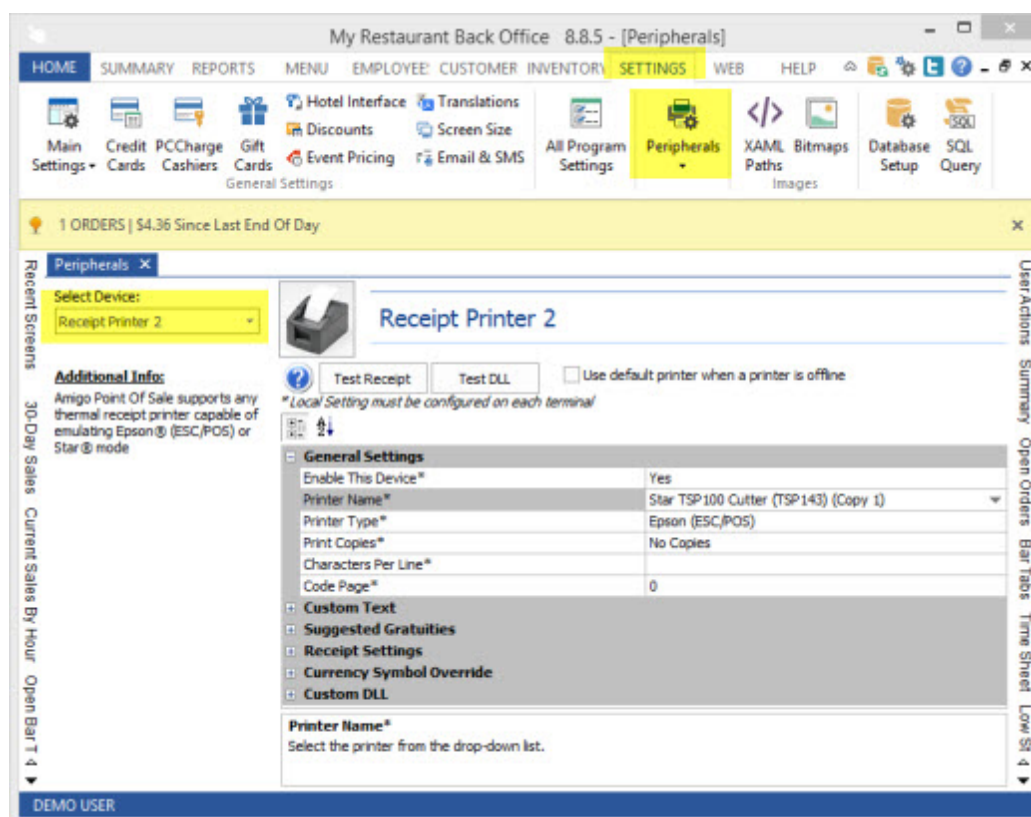 My Restaurant Back Office 8.8.5 - [Peripherals]
HOME SUMMARY REPORTS MENU EMPLOYEE: CUSTOMER INVENTORY SETTINGS WEB HELP
Main Settings
Credit Cards
PCCharge Cashiers
Gift Cards
Hotel Interface
Discounts
Event Pricing
Translations
Screen Size
Email & SMS
General Settings
All Program Settings
Peripherals
XAML Paths
Bitmaps
Images
Database Setup
SQL Query
1 ORDERS | $4.36 Since Last End Of Day
Peripherals
Recent Screens
30-Day Sales
Current Sales By Hour
Open Bar T
Select Device:
Receipt Printer 2
Additional Info:
Amigo Point Of Sale supports any
thermal receipt printer capable of
emulating Epson® (ESC/POS) or
Star® mode
Receipt Printer 2
Test Receipt Test DLL Use default printer when a printer is offline
*Local Setting must be configured on each terminal
General Settings
Enable This Device* Yes
Printer Name* Star TSP100 Cutter (TSP143) (Copy 1)
Printer Type* Epson (ESC/POS)
Print Copies* No Copies
Characters Per Line*
Code Page* 0
Custom Text
Suggested Gratuities
Receipt Settings
Currency Symbol Override
Custom DLL
Printer Name*
Select the printer from the drop-down list.
User Actions
Summary
Open Orders
Bar Tabs
Time Sheet
Low St
DEMO USER